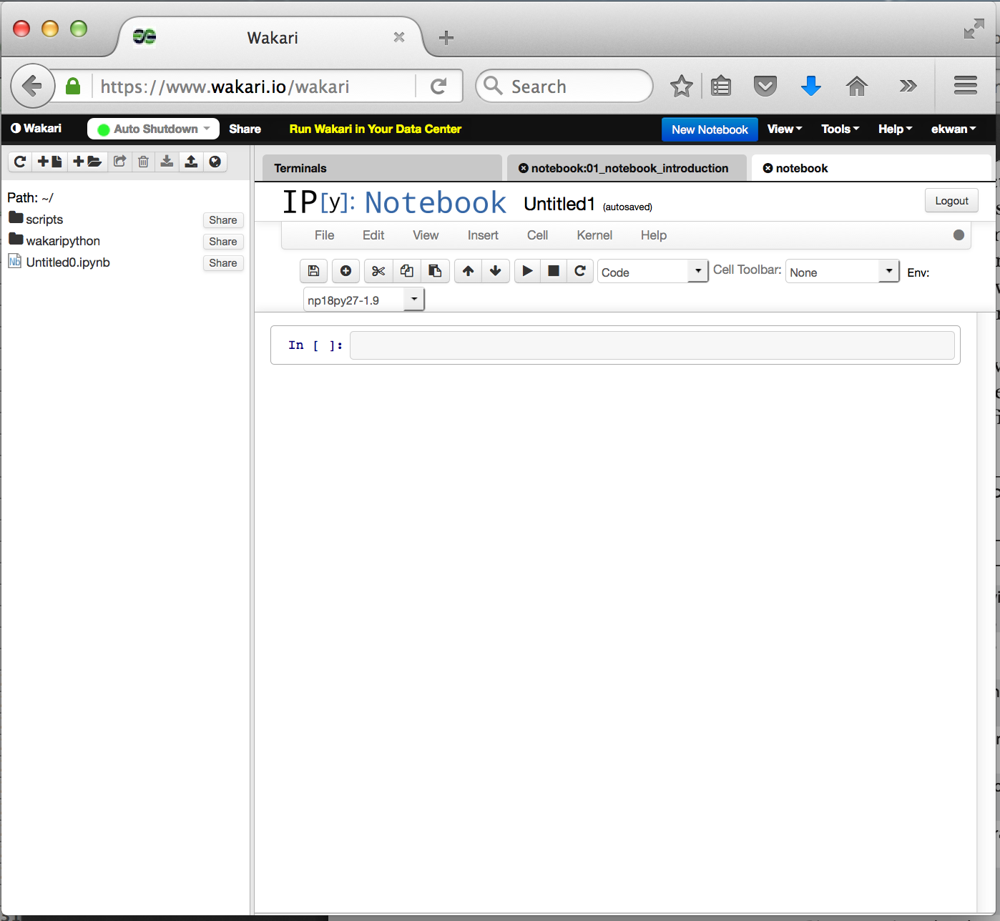 Wakari
https://www.wakari.io/wakari
Search
Wakari
Auto Shutdown
Share
Run Wakari in Your Data Center
New Notebook
View
Tools
Help
ekwan
Terminals
notebook:01_notebook_introduction
notebook
Path: ~/
scripts
Share
wakaripython
Share
Nb
Untitled0.ipynb
Share
IP[y]: Notebook
Untitled1
(autosaved)
Logout
File
Edit
View
Insert
Cell
Kernel
Help
Code
Cell Toolbar:
None
Env:
np18py27-1.9
In [ ]: